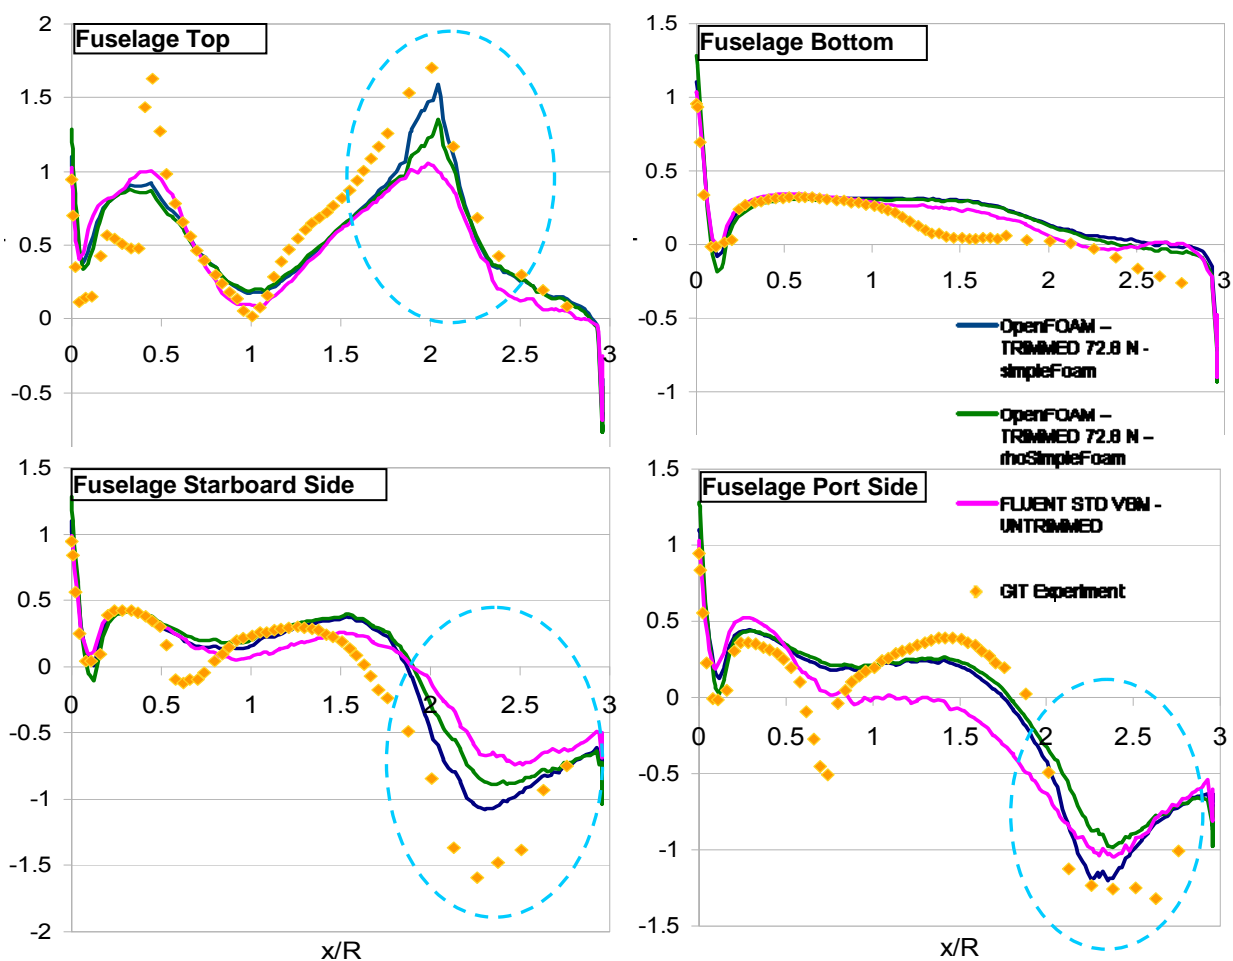 Fuselage Top
2
1.5
1
0.5
0
-0.5
0 0.5 1 1.5 2 2.5 3
Fuselage Bottom
1.5
1
0.5
0
-0.5
-1
0 0.5 1 1.5 2 2.5 3
OpenFOAM –
TRIMMED 72.8 N -
simpleFoam
OpenFOAM –
TRIMMED 72.8 N –
rhoSimpleFoam
FLUENT STD VBM -
UNTRIMMED
GIT Experiment
Fuselage Starboard Side
1.5
1
0.5
0
-0.5
-1
-1.5
-2
0 0.5 1 1.5 2 2.5 3
x/R
Fuselage Port Side
1.5
1
0.5
0
-0.5
-1
-1.5
0 0.5 1 1.5 2 2.5 3
x/R